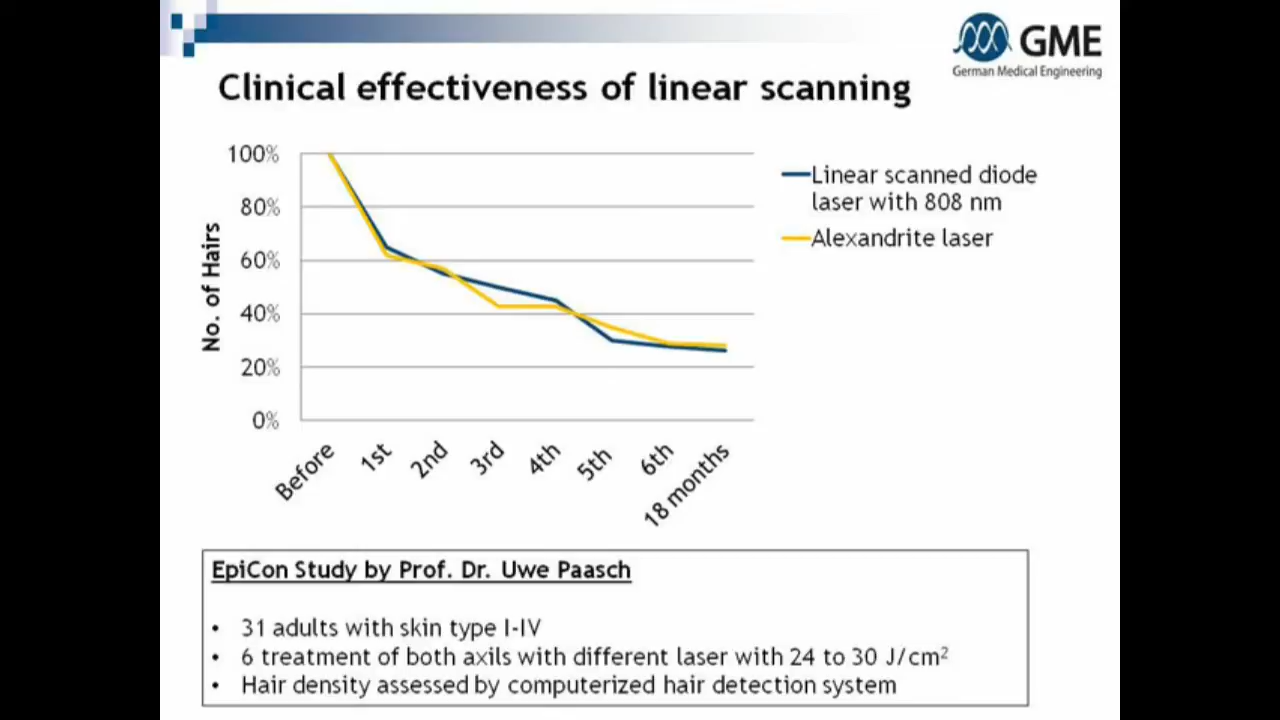 GME
German Medical Engineering
Clinical effectiveness of linear scanning
No. of Hairs
100%
80%
60%
40%
20%
0%
Before
1st
2nd
3rd
4th
5th
6th
18 months
Linear scanned diode
laser with 808 nm
Alexandrite laser
EpiCon Study by Prof. Dr. Uwe Paasch
• 31 adults with skin type I-IV
• 6 treatment of both axils with different laser with 24 to 30 J/cm²
• Hair density assessed by computerized hair detection system